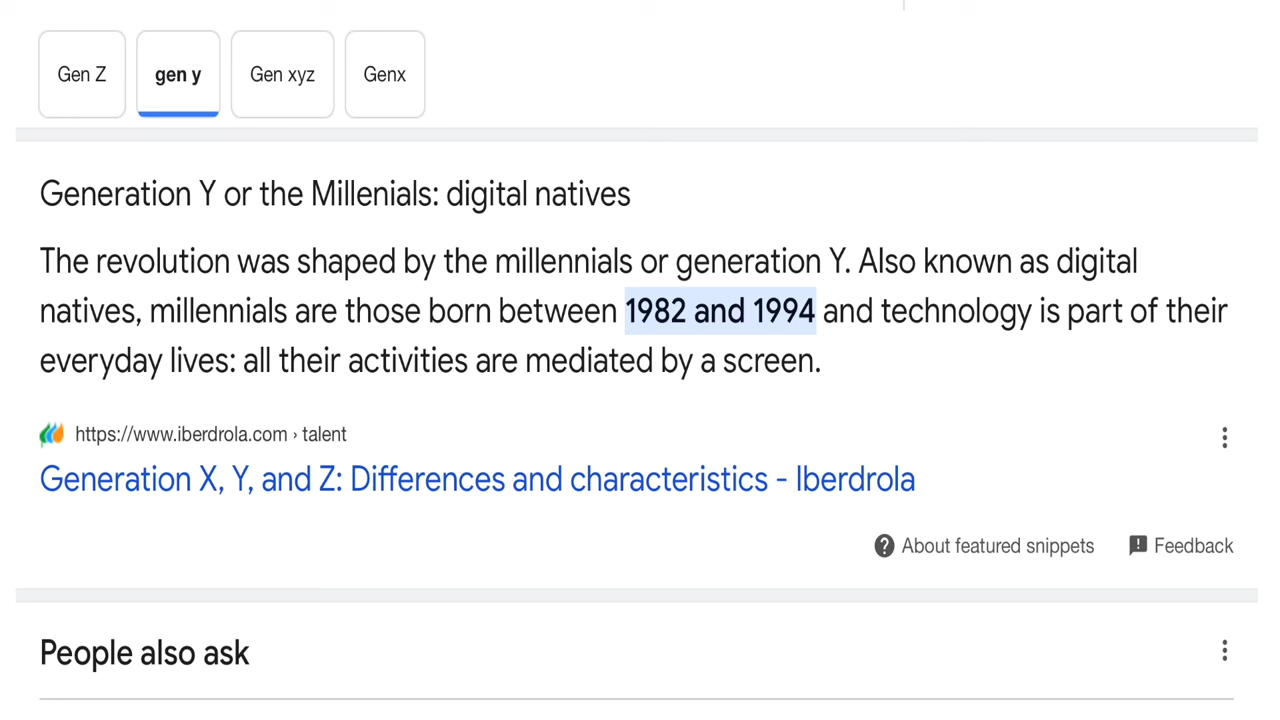 Gen Z gen y Gen xyz Genx
Generation Y or the Millenials: digital natives
The revolution was shaped by the millennials or generation Y. Also known as digital
natives, millennials are those born between 1982 and 1994 and technology is part of their
everyday lives: all their activities are mediated by a screen.
https://www.iberdrola.com › talent
Generation X, Y, and Z: Differences and characteristics - Iberdrola
About featured snippets Feedback
People also ask